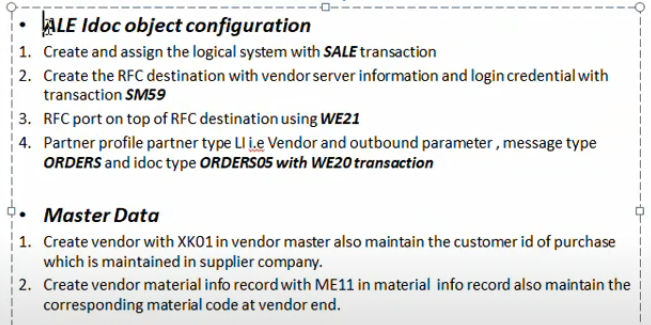 • ALE Idoc object configuration
1. Create and assign the logical system with SALE transaction
2. Create the RFC destination with vendor server information and login credential with
transaction SM59
3. RFC port on top of RFC destination using WE21
4. Partner profile partner type LI i.e Vendor and outbound parameter , message type
ORDERS and idoc type ORDERS05 with WE20 transaction
• Master Data
1. Create vendor with XK01 in vendor master also maintain the customer id of purchase
which is maintained in supplier company.
2. Create vendor material info record with ME11 in material info record also maintain the
corresponding material code at vendor end.